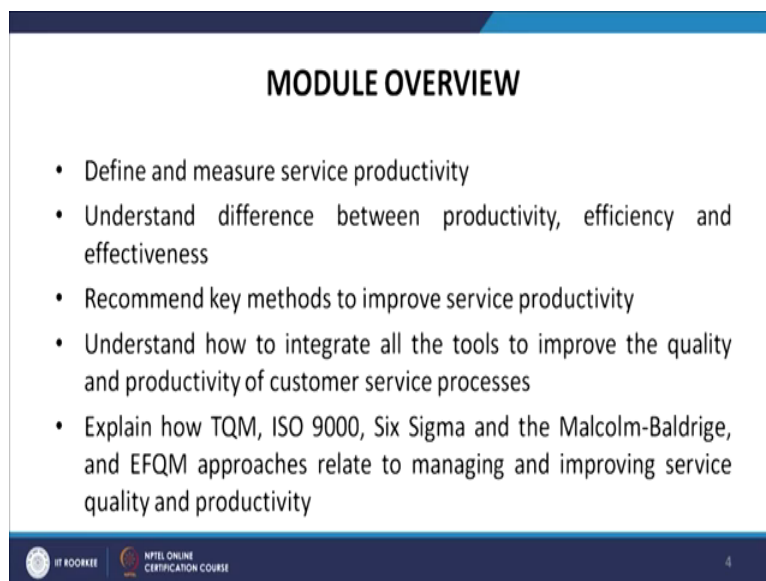 MODULE OVERVIEW
• Define and measure service productivity
• Understand difference between productivity, efficiency and
effectiveness
• Recommend key methods to improve service productivity
• Understand how to integrate all the tools to improve the quality
and productivity of customer service processes
• Explain how TQM, ISO 9000, Six Sigma and the Malcolm-Baldrige,
and EFQM approaches relate to managing and improving service
quality and productivity
IIT ROORKEE
NPTEL ONLINE
CERTIFICATION COURSE
4